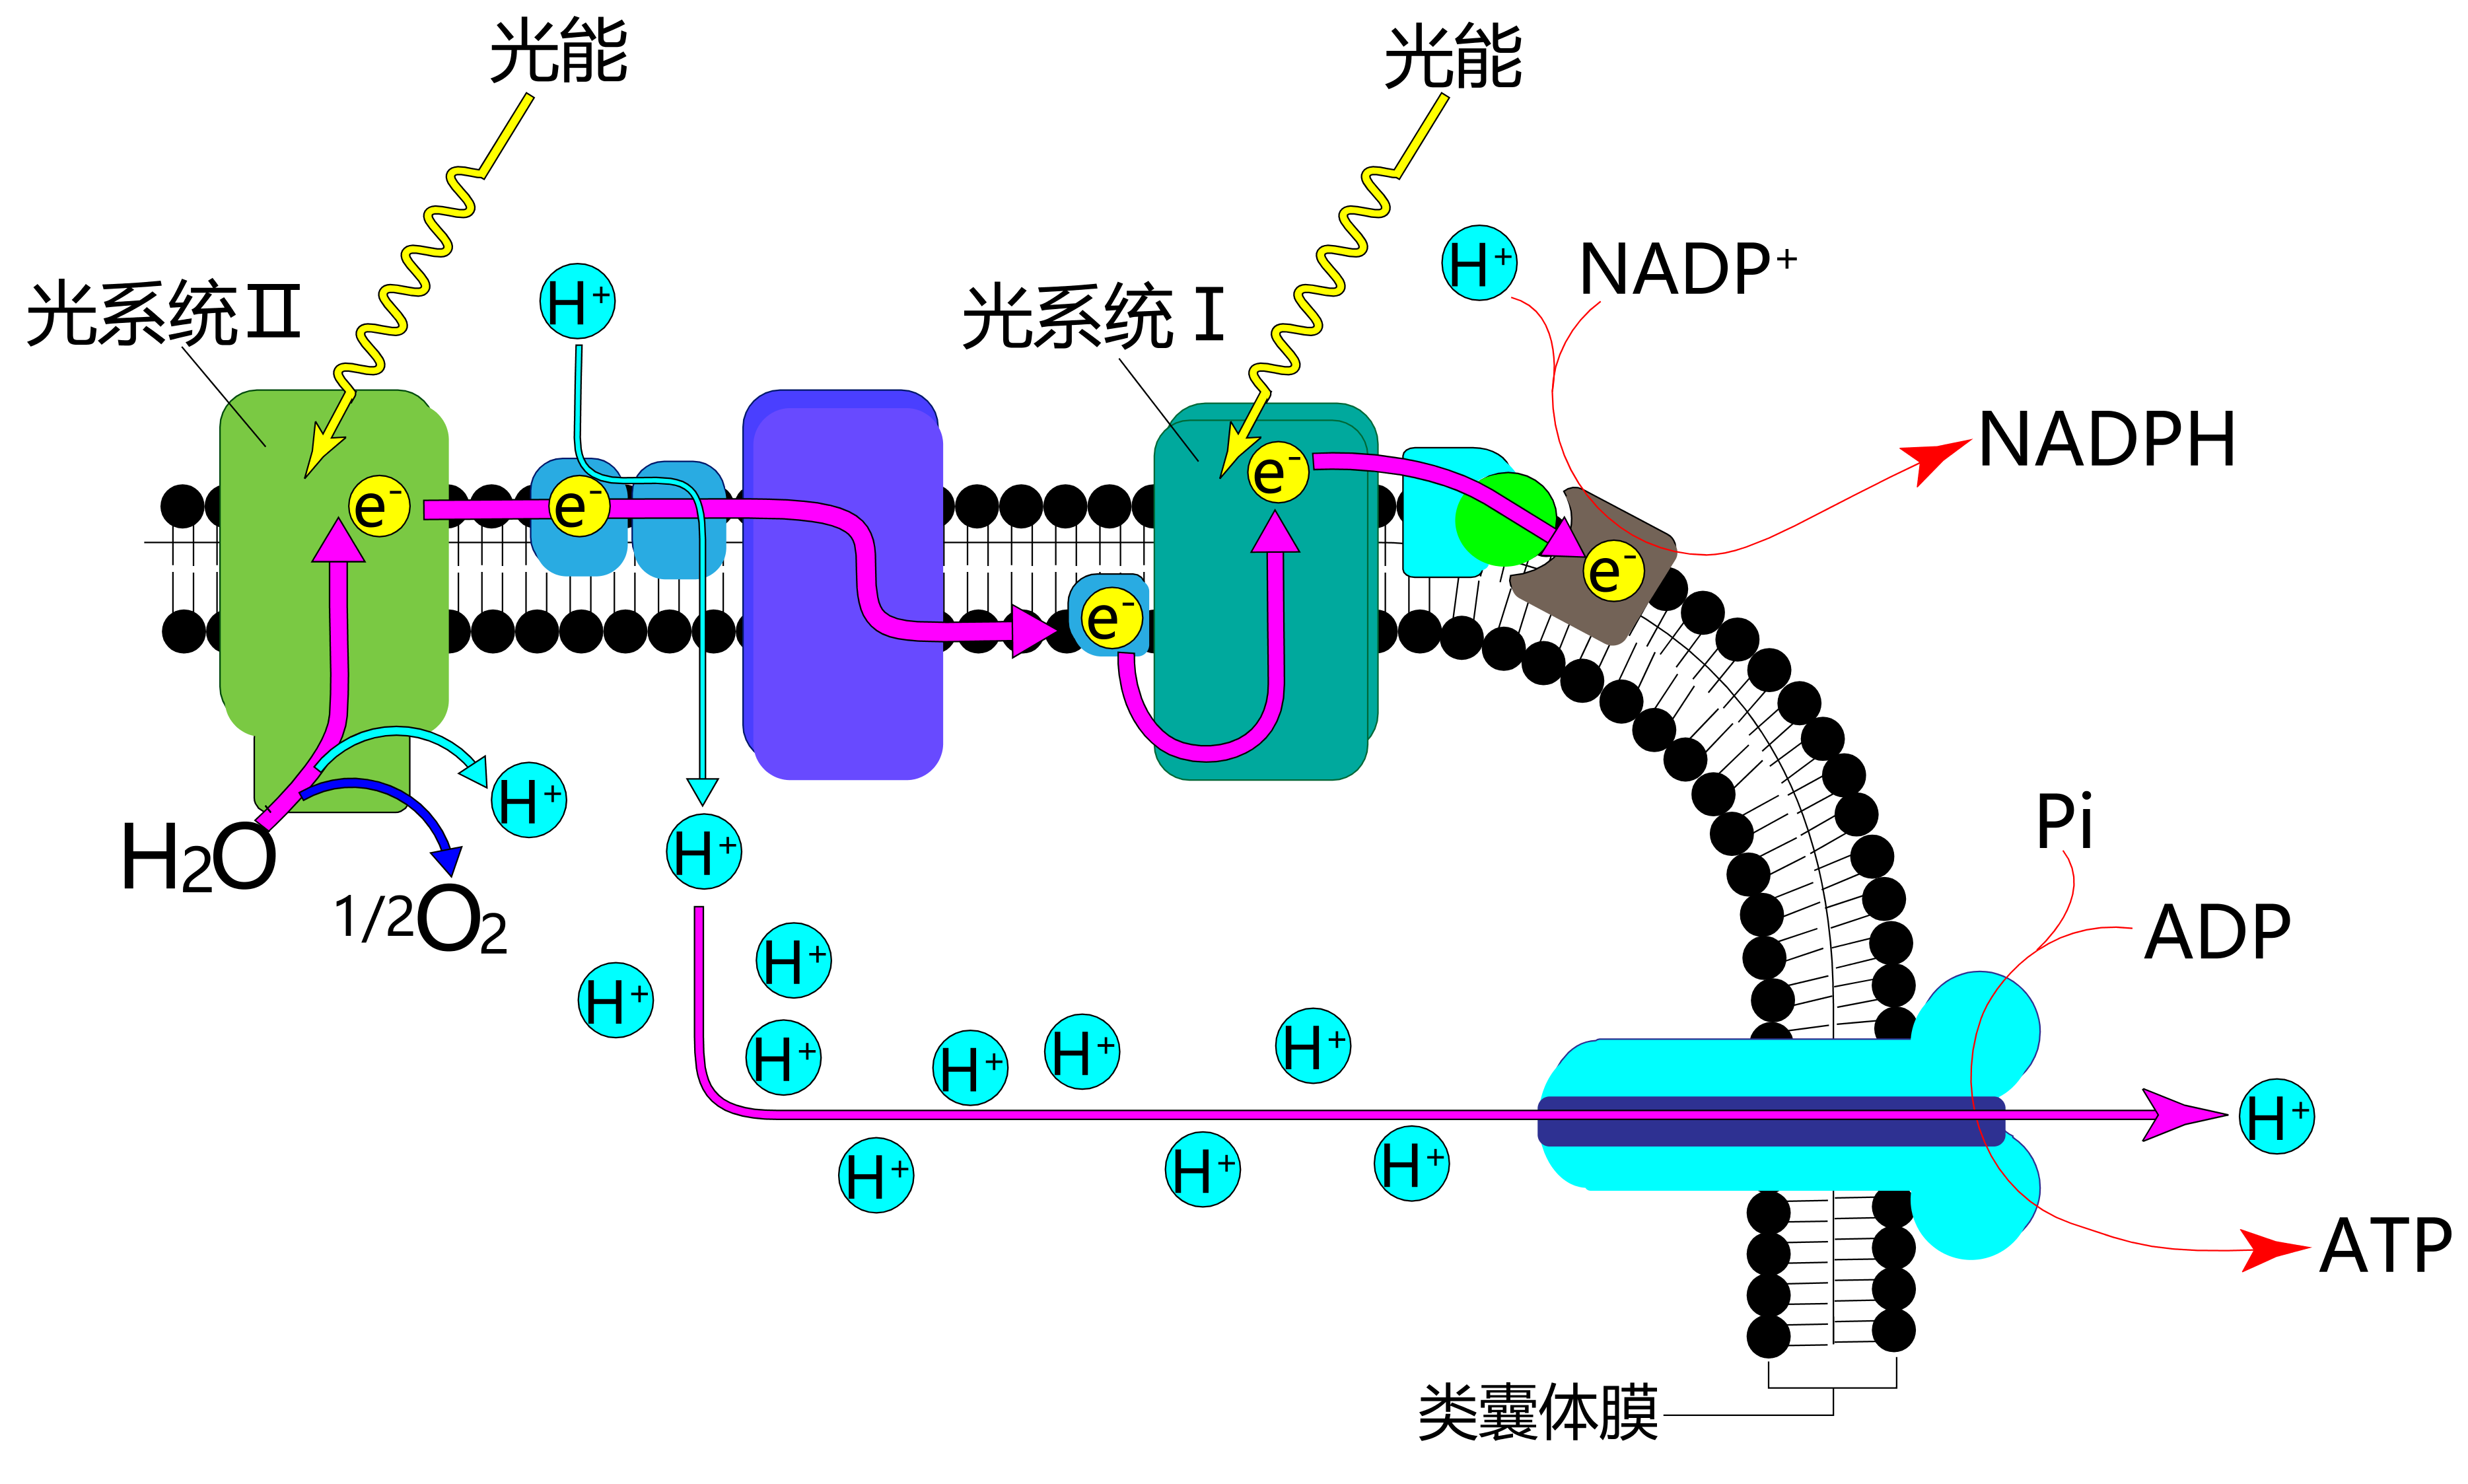 光能
光能
光系统Ⅱ
H+
光系统Ⅰ
H+
NADP+
NADPH
e-
e-
e-
e-
e-
H+
H2O
1/2O2
H+
Pi
ADP
H+
H+
H+
H+
H+
H+
H+
H+
H+
H+
ATP
类囊体膜